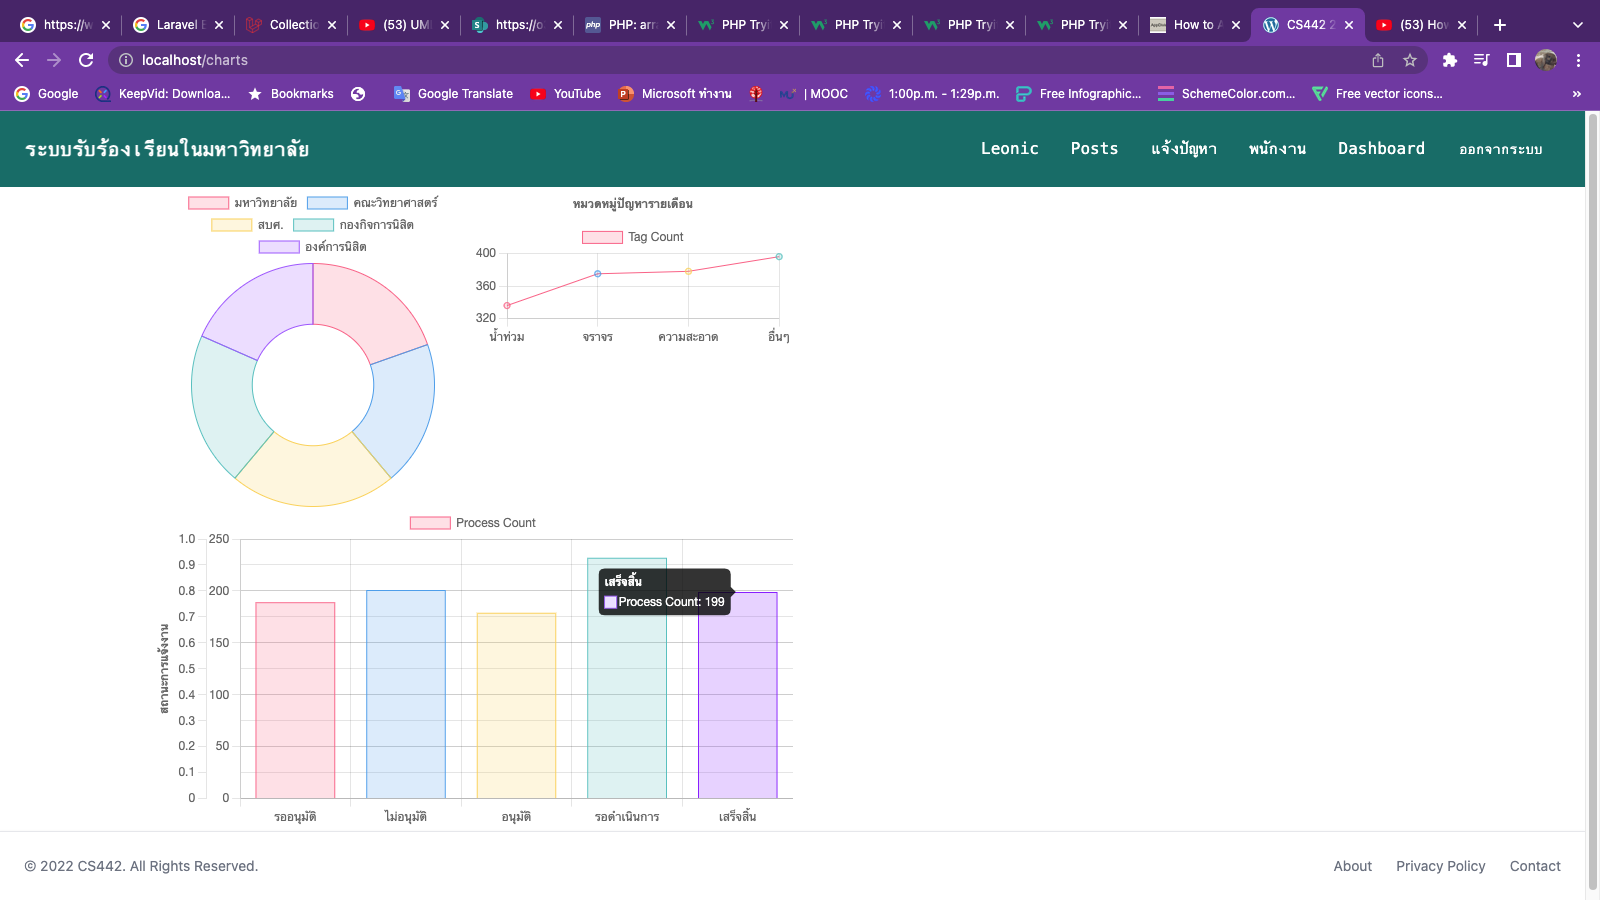 https://w
Laravel E
Collectio
(53) UM
https://o
PHP: arr
PHP Tryi
PHP Tryi
PHP Tryi
PHP Tryi
How to A
CS442 2
(53) How
localhost/charts
Google
KeepVid: Downloa...
Bookmarks
Google Translate
YouTube
Microsoft ทำงาน
| MOOC
1:00p.m. - 1:29p.m.
Free Infographic...
SchemeColor.com...
Free vector icons...
»
ระบบรับร้องเรียนในมหาวิทยาลัย
Leonic
Posts
แจ้งปัญหา
พนักงาน
Dashboard
ออกจากระบบ
มหาวิทยาลัย
คณะวิทยาศาสตร์
สบศ.
กองกิจการนิสิต
องค์การนิสิต
หมวดหมู่ปัญหารายเดือน
Tag Count
400
360
320
น้ำท่วม
จราจร
ความสะอาด
อื่นๆ
Process Count
1.0
0.9
0.8
0.7
0.6
0.5
0.4
0.3
0.2
0.1
0
250
200
150
100
50
0
สถานะการแจ้งงาน
เสร็จสิ้น
Process Count: 199
รออนุมัติ
ไม่อนุมัติ
อนุมัติ
รอดำเนินการ
เสร็จสิ้น
© 2022 CS442. All Rights Reserved.
About
Privacy Policy
Contact